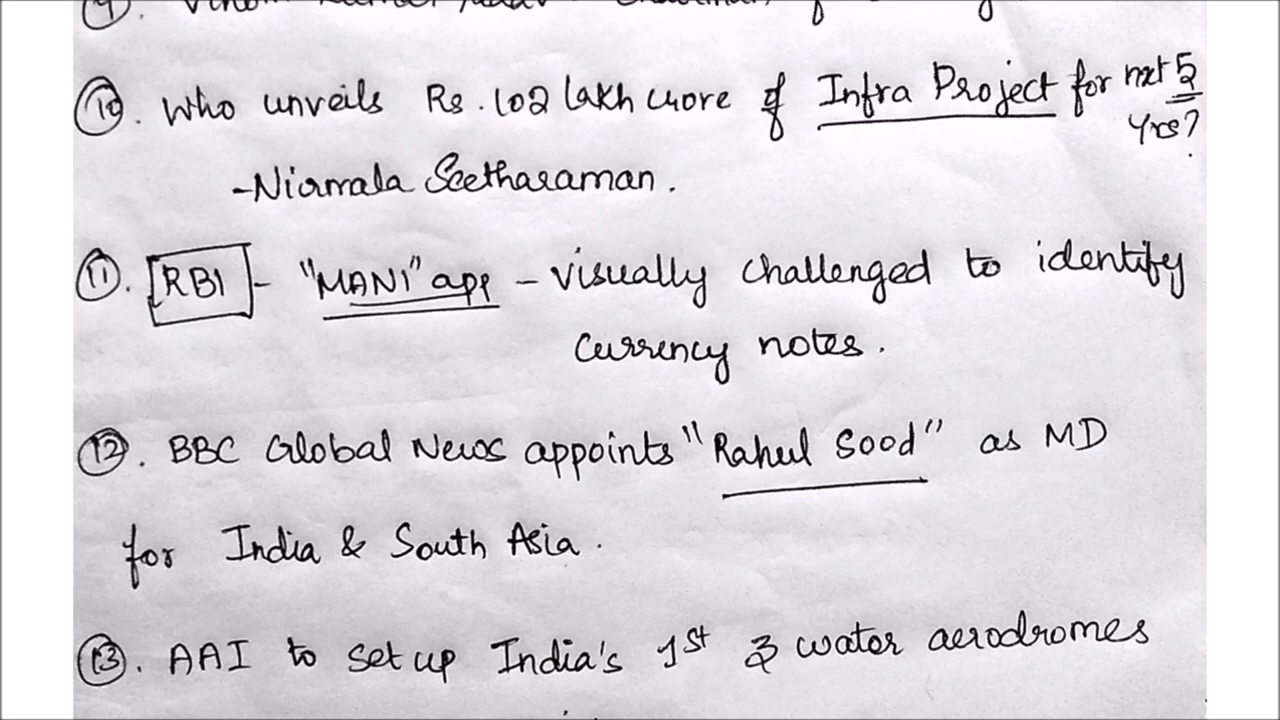 10. Who unveils Rs. 102 lakh crore of Infra Project for nxt 5
Yrs?
- Nirmala Seetharaman.
11. RBI - "MANI" app - visually challenged to identify
currency notes.
12. BBC Global News appoints "Rahul Sood" as MD
for India & South Asia.
13. AAI to set up India's 1st 3 water aerodromes